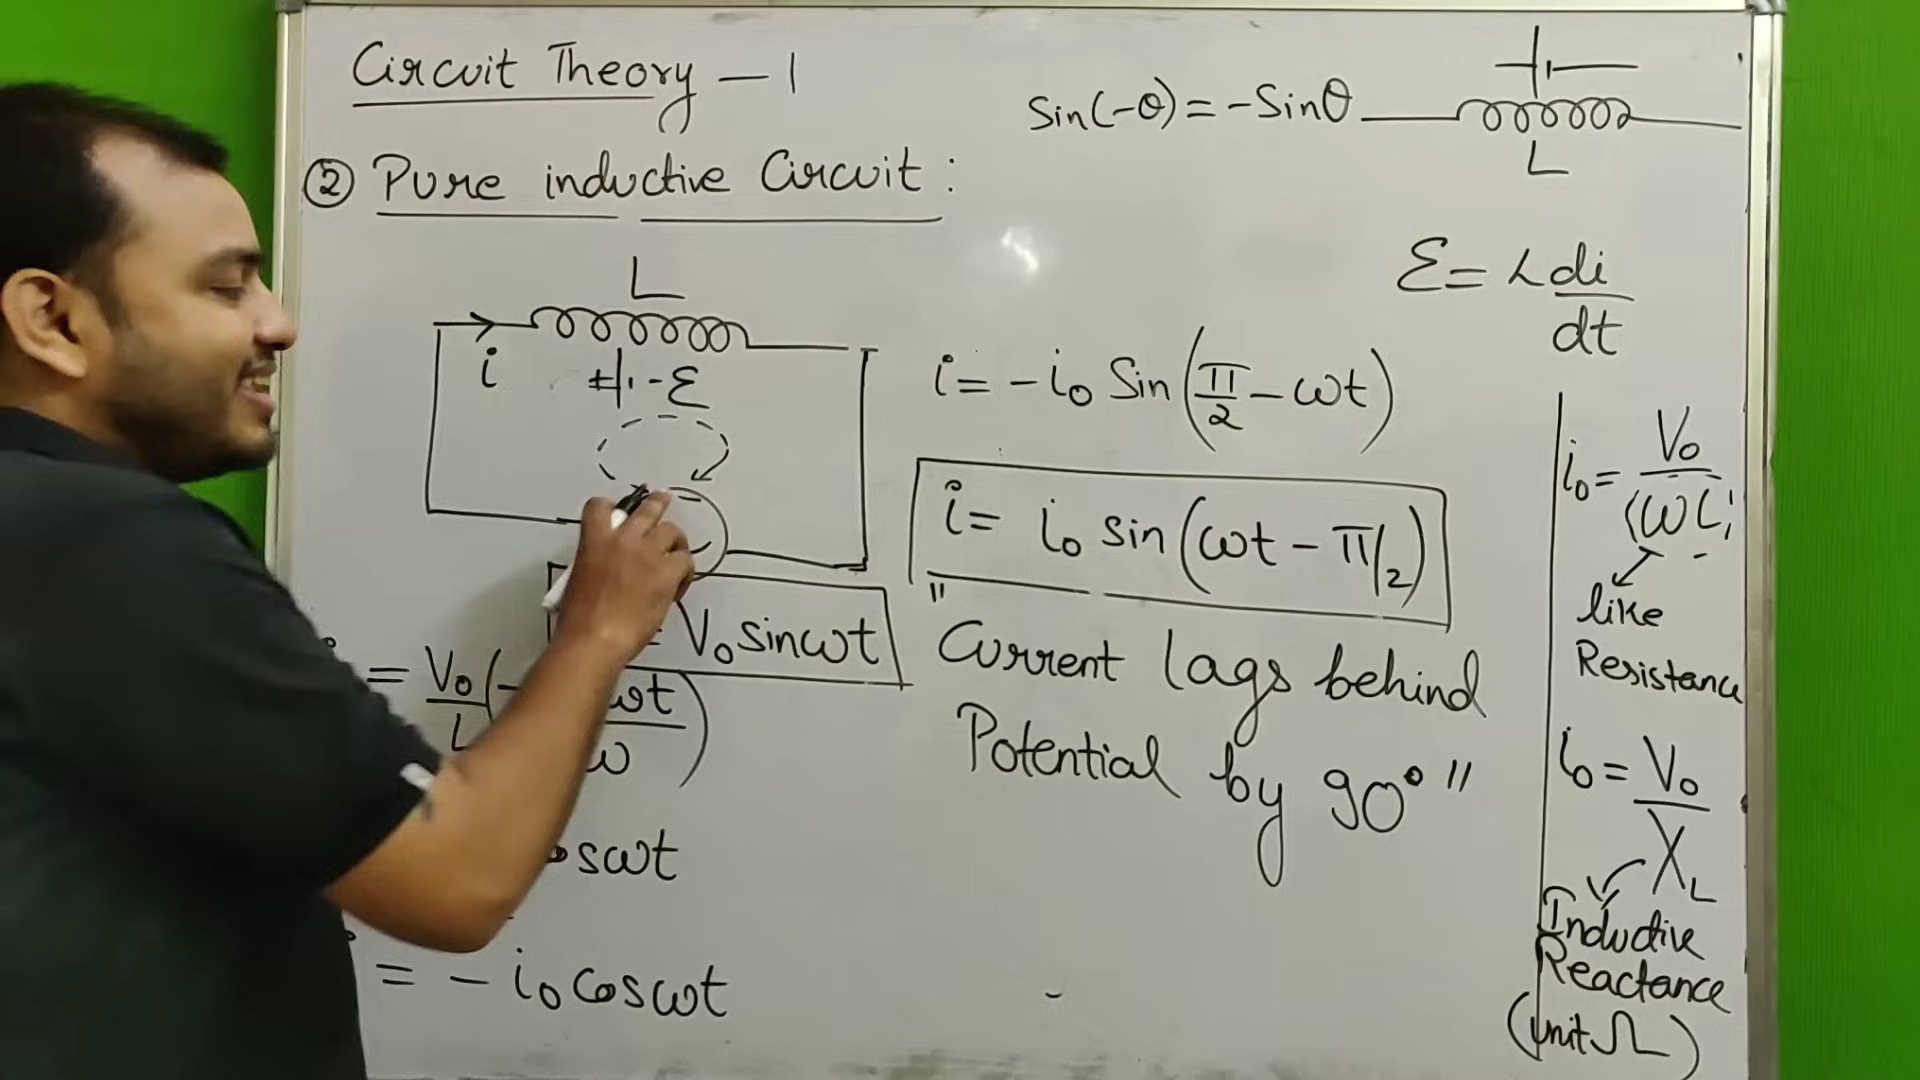 Circuit Theory – 1
Sin(-θ) = -Sinθ
L
② Pure inductive Circuit :
L
i
+ - ε
ε = L di/dt
i = - i₀ Sin(π/2 - ωt)
i = i₀ sin(ωt - π/2)
V₀ sinωt
= V₀/L (- ωt/ω)
sωt
= - i₀ cosωt
"Current lags behind
Potential by 90°"
i₀ = V₀/(ωL)
like
Resistance
i₀ = V₀/X_L
Inductive
Reactance
(unit Ω)